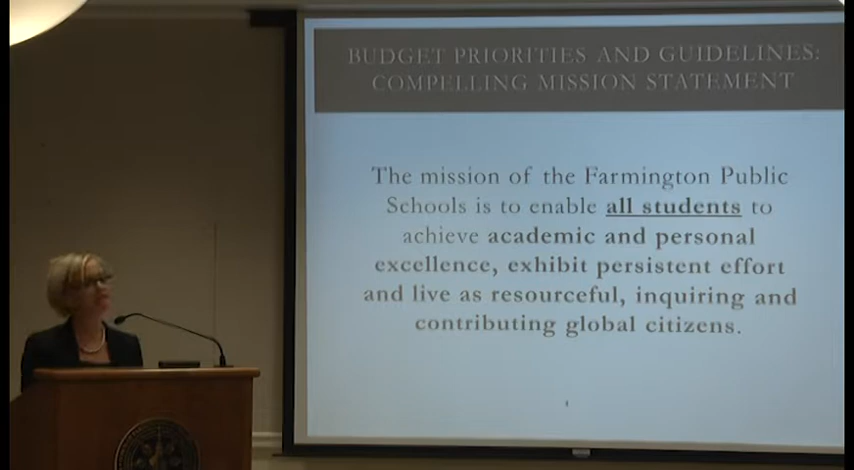 BUDGET PRIORITIES AND GUIDELINES:
COMPELLING MISSION STATEMENT
The mission of the Farmington Public
Schools is to enable all students to
achieve academic and personal
excellence, exhibit persistent effort
and live as resourceful, inquiring and
contributing global citizens.